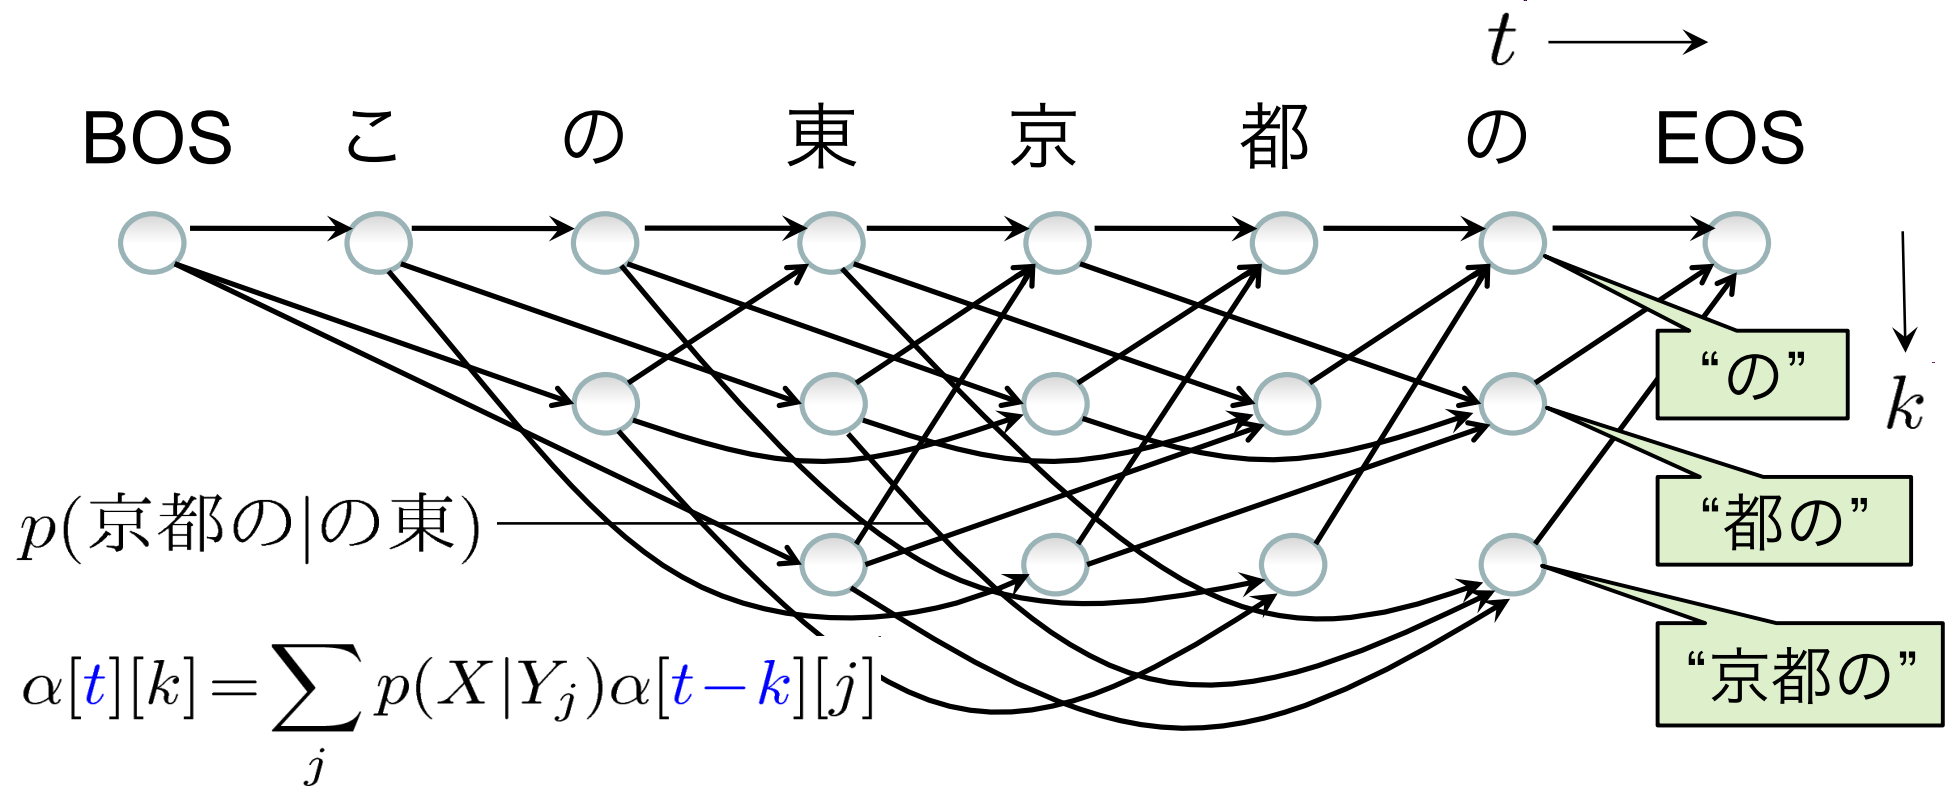 t
BOS こ の 東 京 都 の EOS
“の”
k
“都の”
p(京都の|の東)
“京都の”
α[t][k]=∑_j p(X|Y_j)α[t−k][j]